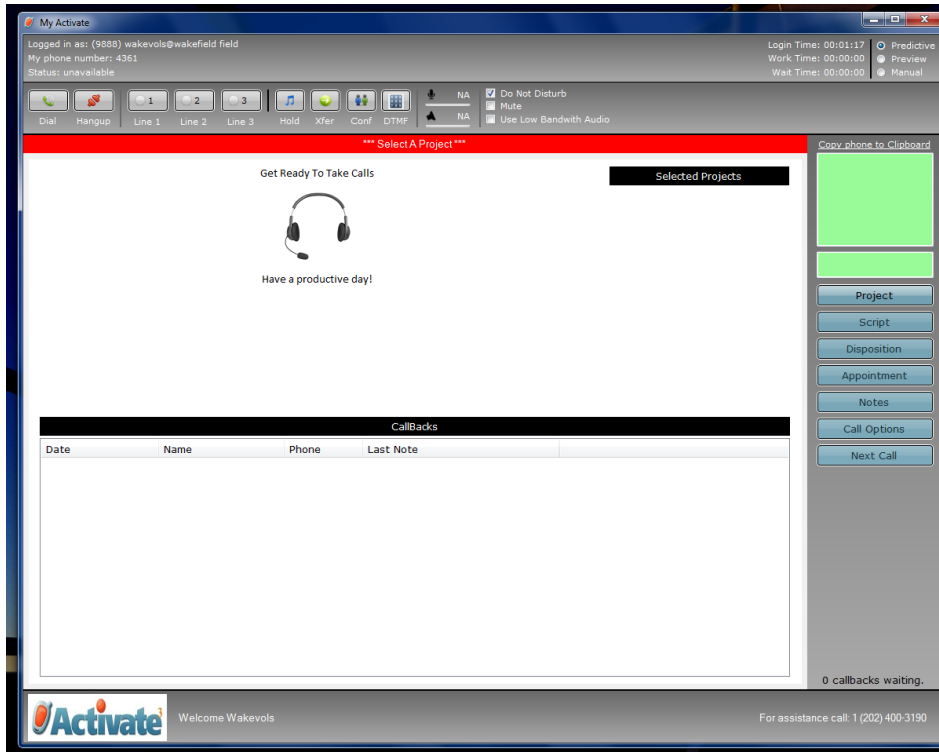 My Activate
Logged in as: (9888) wakevols@wakefield field
My phone number: 4361
Status: unavailable
Login Time: 00:01:17
Work Time: 00:00:00
Wait Time: 00:00:00
Predictive
Preview
Manual
Dial
Hangup
1
Line 1
2
Line 2
3
Line 3
Hold
Xfer
Conf
DTMF
NA
NA
Do Not Disturb
Mute
Use Low Bandwith Audio
*** Select A Project ***
Copy phone to Clipboard
Get Ready To Take Calls
Selected Projects
Have a productive day!
Project
Script
Disposition
Appointment
Notes
Call Options
Next Call
CallBacks
Date Name Phone Last Note
0 callbacks waiting.
Activate3
Welcome Wakevols
For assistance call: 1 (202) 400-3190